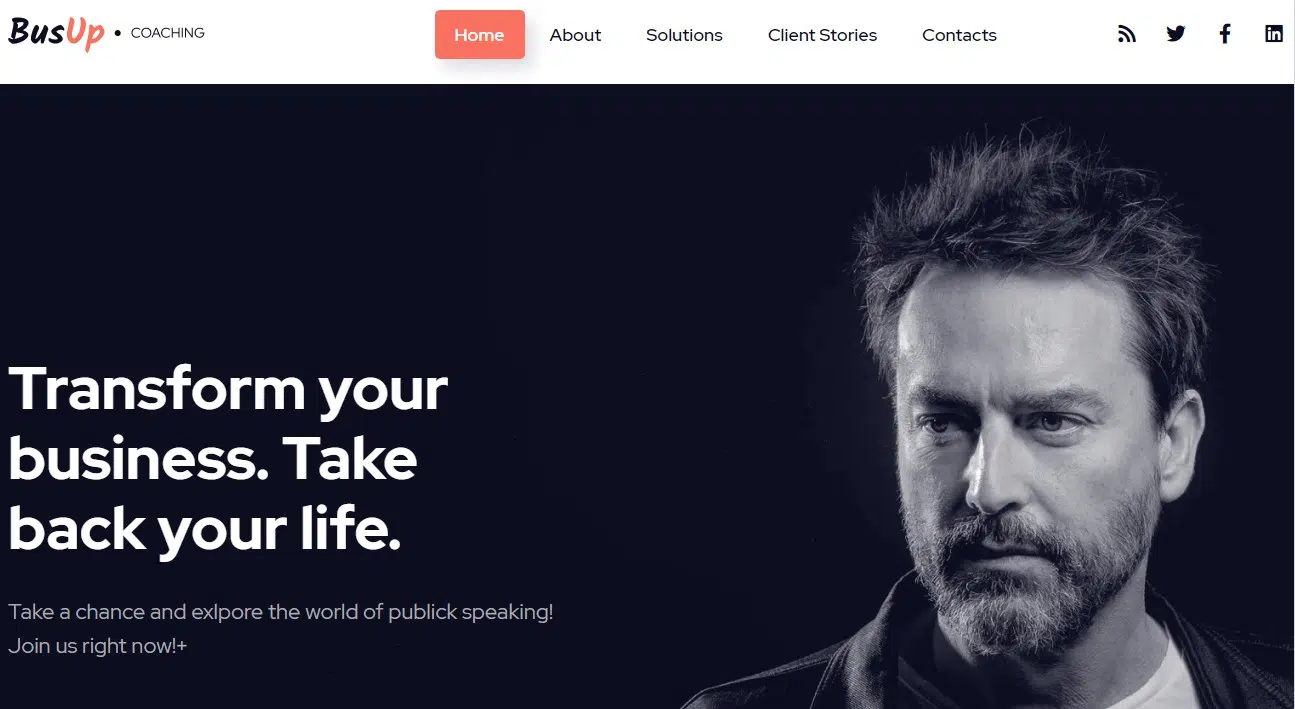 BusUp • COACHING
Home About Solutions Client Stories Contacts
Transform your
business. Take
back your life.
Take a chance and exlpore the world of publick speaking!
Join us right now!+